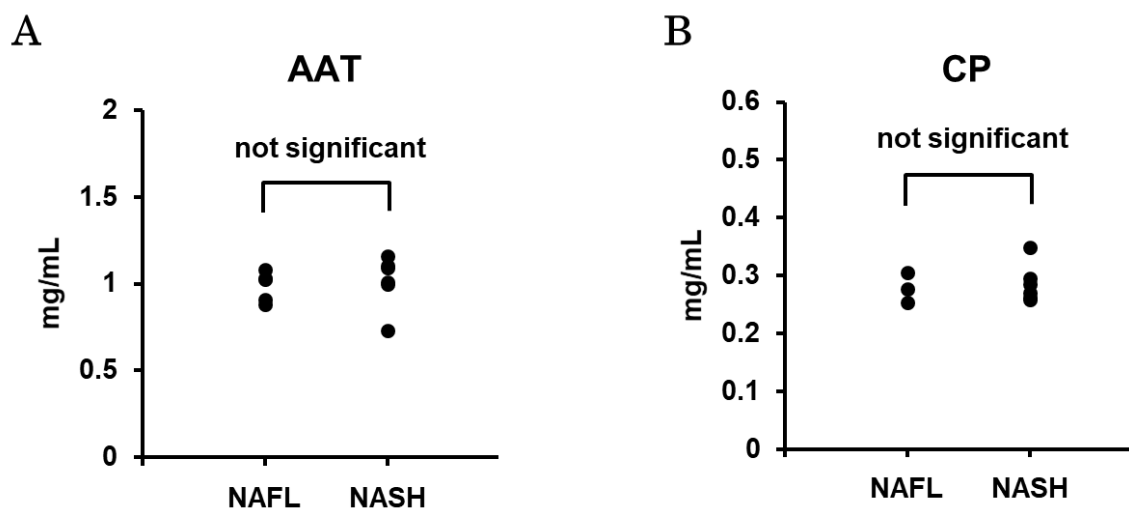 A
AAT
2
not significant
1.5
mg/mL
1
0.5
0
NAFL NASH
B
CP
0.6
not significant
0.5
0.4
mg/mL
0.3
0.2
0.1
0
NAFL NASH